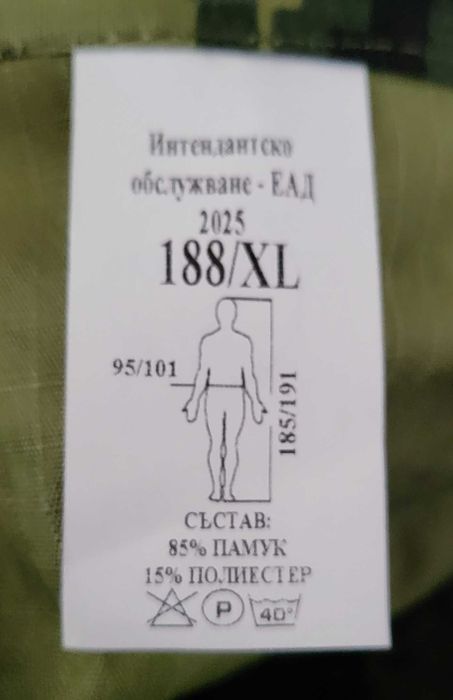 Интендантско
обслужване - ЕАД
2025
188/XL
95/101
185/191
СЪСТАВ:
85% ПАМУК
15% ПОЛИЕСТЕР
P
40°